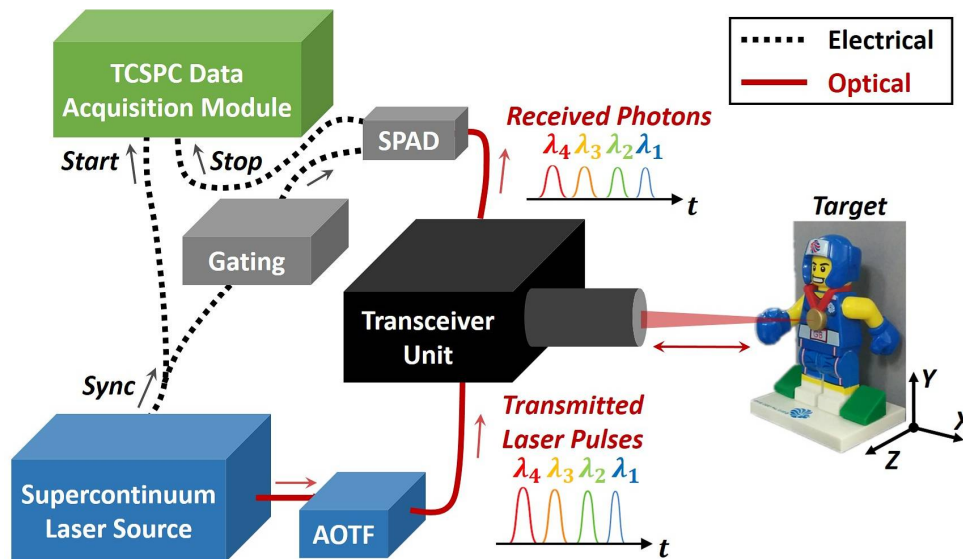 TCSPC Data
Acquisition Module
Start
Stop
SPAD
Gating
Sync
Supercontinuum
Laser Source
AOTF
Transceiver
Unit
Received Photons
λ4 λ3 λ2 λ1
t
Transmitted
Laser Pulses
λ4 λ3 λ2 λ1
t
Electrical
Optical
Target
Y
X
Z